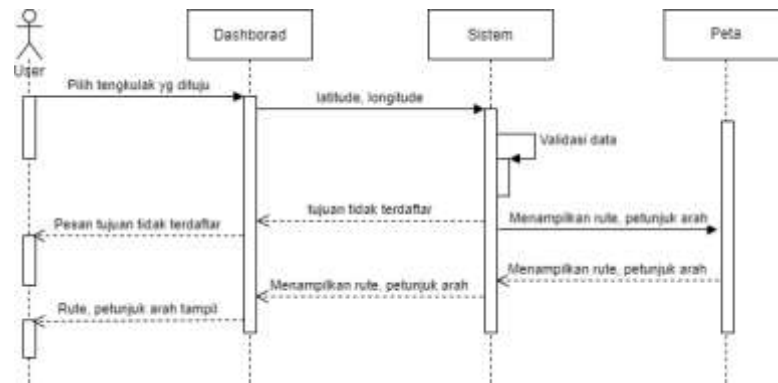 Dashborad
Sistem
Peta
User
Pilih tengkulak yg dituju
latitude, longitude
Validasi data
tujuan tidak terdaftar
Pesan tujuan tidak terdaftar
Menampilkan rute, petunjuk arah
Menampilkan rute, petunjuk arah
Menampilkan rute, petunjuk arah
Rute, petunjuk arah tampil